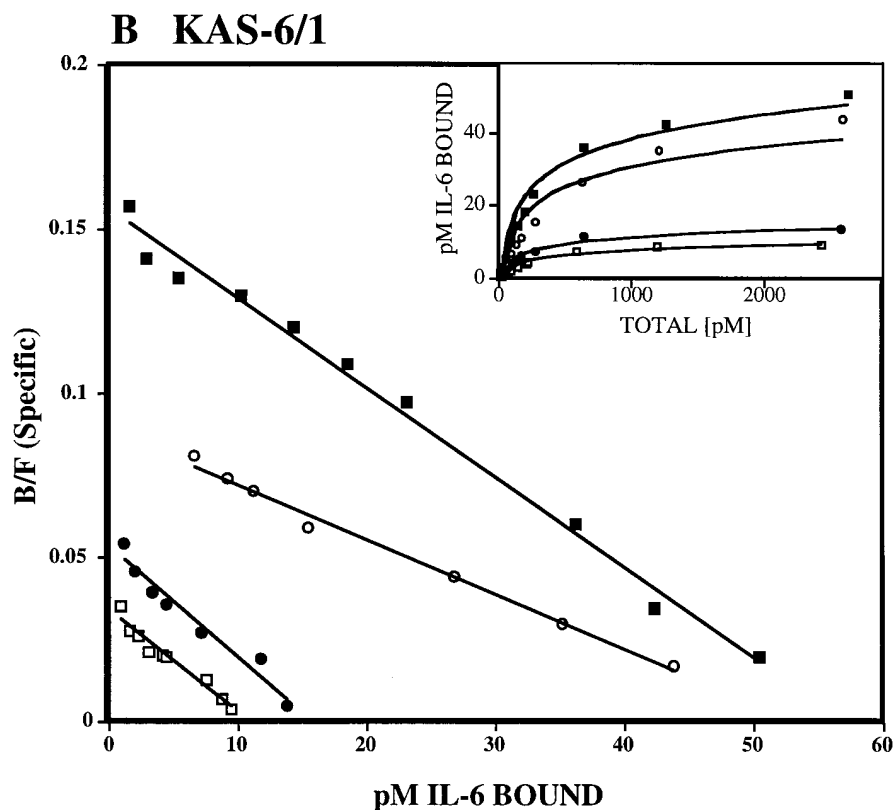 B KAS-6/1
0.2
0.15
0.1
0.05
0
B/F (Specific)
0 10 20 30 40 50 60
pM IL-6 BOUND
pM IL-6 BOUND
40
20
0
0 1000 2000
TOTAL [pM]